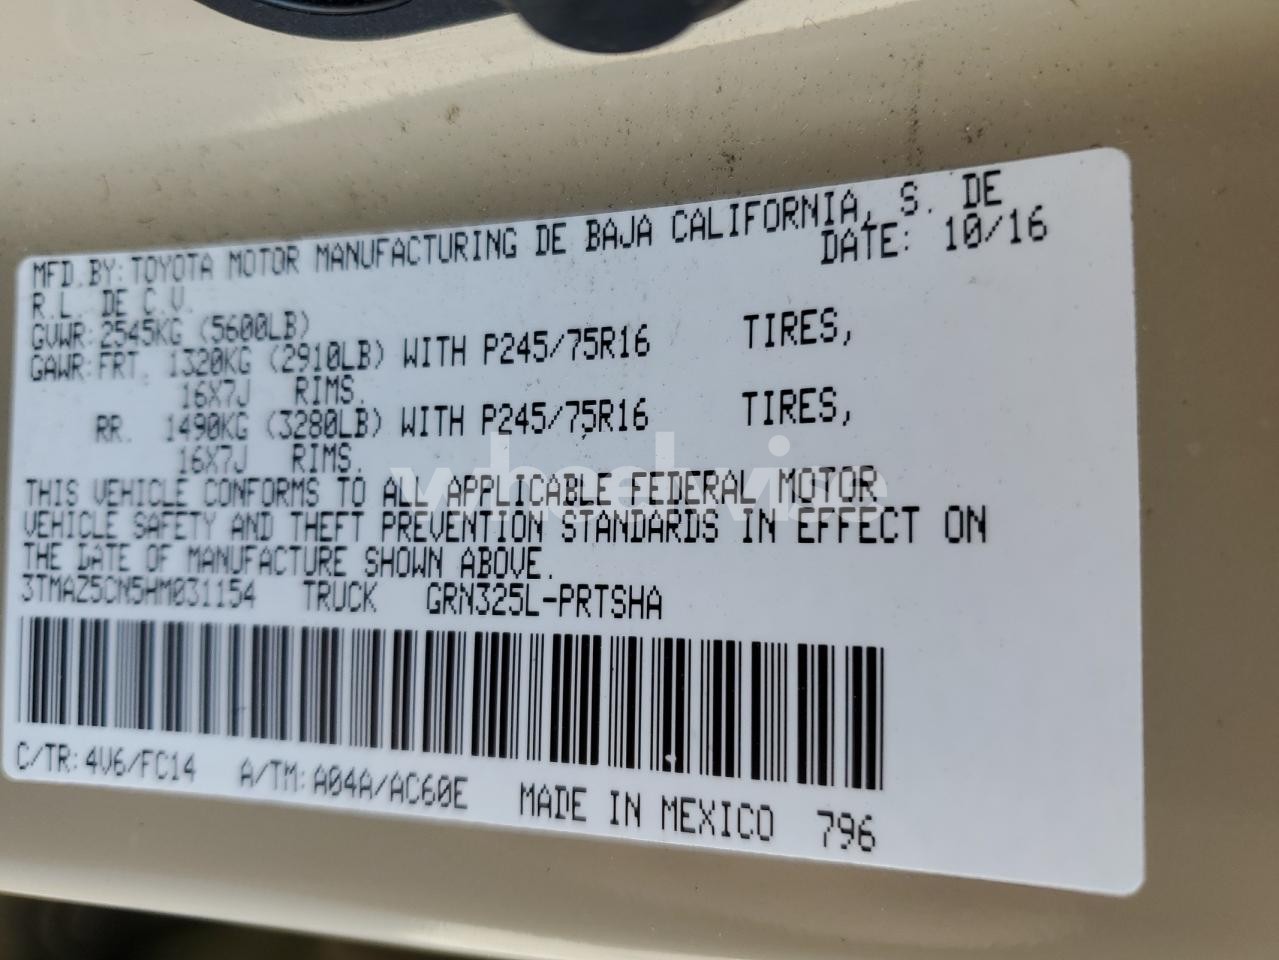 MFD.BY:TOYOTA MOTOR MANUFACTURING DE BAJA CALIFORNIA, S. DE
R.L. DE C.V. DATE: 10/16
GVWR:2545KG (5600LB)
GAWR:FRT. 1320KG (2910LB) WITH P245/75R16 TIRES,
16X7J RIMS.
RR. 1490KG (3280LB) WITH P245/75R16 TIRES,
16X7J RIMS.
wheelwise
THIS VEHICLE CONFORMS TO ALL APPLICABLE FEDERAL MOTOR
VEHICLE SAFETY AND THEFT PREVENTION STANDARDS IN EFFECT ON
THE DATE OF MANUFACTURE SHOWN ABOVE.
3TMAZ5CN5HM031154 TRUCK GRN325L-PRTSHA
C/TR:4V6/FC14 A/TM:A04A/AC60E MADE IN MEXICO 796